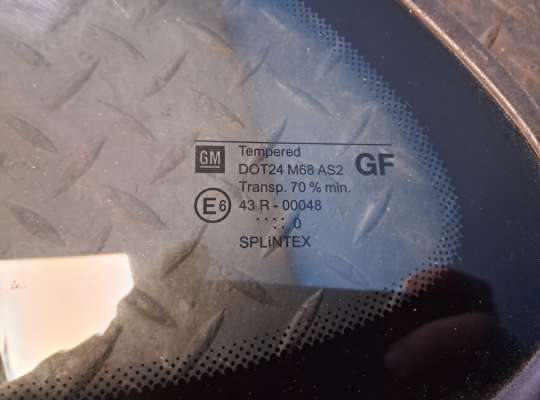 Tempered
GM DOT24 M68 AS2 GF
Transp. 70 % min.
E6 43 R - 00048
.... 0
SPLiNTEX